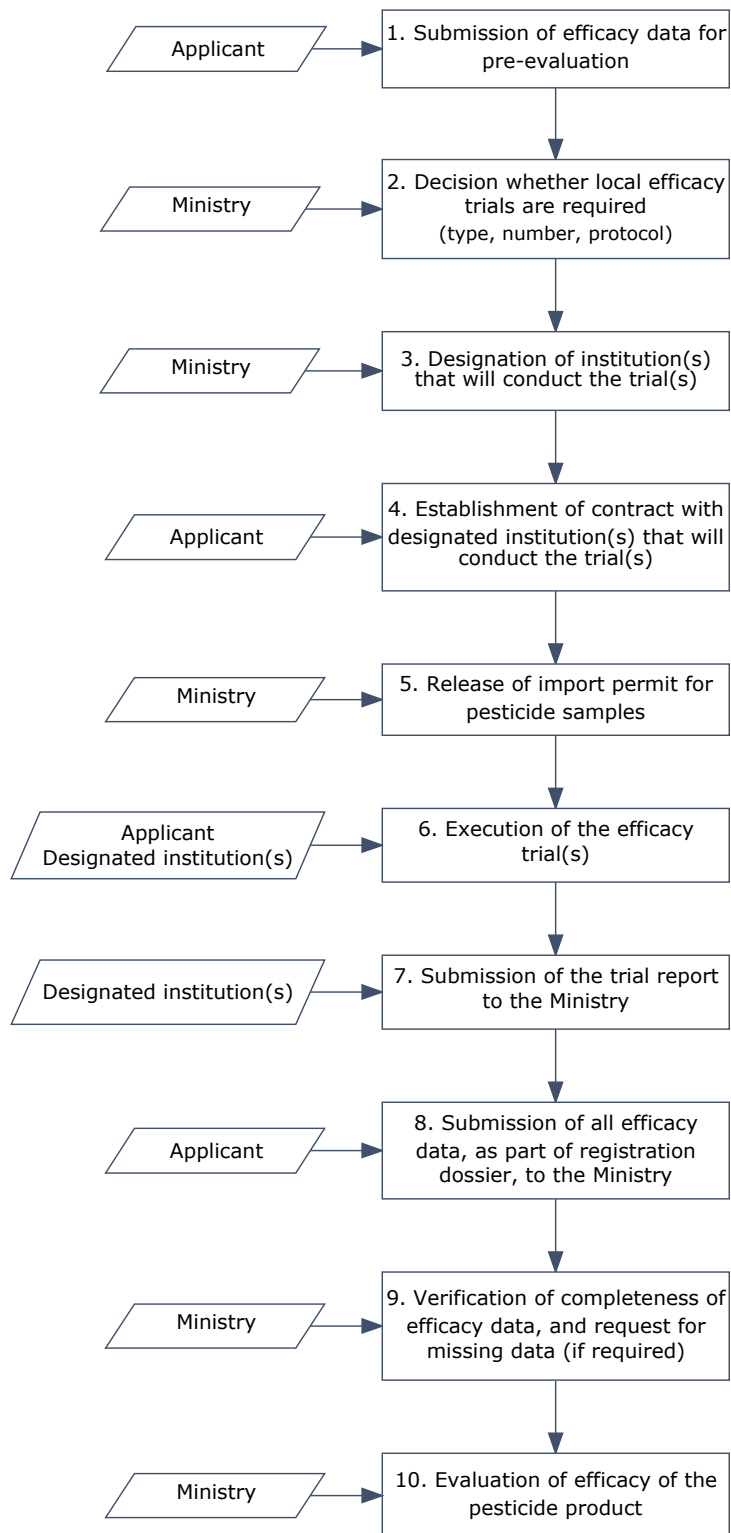 Applicant
1. Submission of efficacy data for
pre-evaluation
Ministry
2. Decision whether local efficacy
trials are required
(type, number, protocol)
Ministry
3. Designation of institution(s)
that will conduct the trial(s)
Applicant
4. Establishment of contract with
designated institution(s) that will
conduct the trial(s)
Ministry
5. Release of import permit for
pesticide samples
Applicant
Designated institution(s)
6. Execution of the efficacy
trial(s)
Designated institution(s)
7. Submission of the trial report
to the Ministry
Applicant
8. Submission of all efficacy
data, as part of registration
dossier, to the Ministry
Ministry
9. Verification of completeness of
efficacy data, and request for
missing data (if required)
Ministry
10. Evaluation of efficacy of the
pesticide product